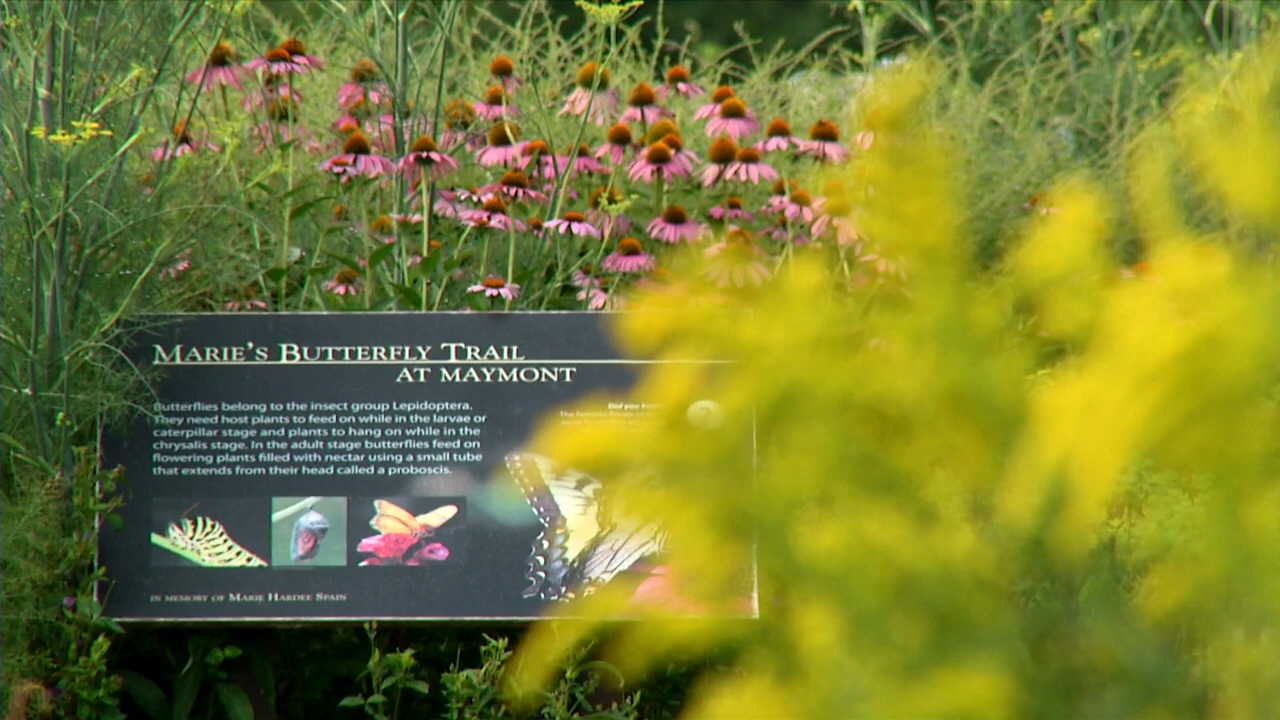 MARIE'S BUTTERFLY TRAIL
AT MAYMONT
Butterflies belong to the insect group Lepidoptera.
They need host plants to feed on while in the larvae or
caterpillar stage and plants to hang on while in the
chrysalis stage. In the adult stage butterflies feed on
flowering plants filled with nectar using a small tube
that extends from their head called a proboscis.
Did you
2
IN MEMORY OF MARIE HARDEE SPAIN